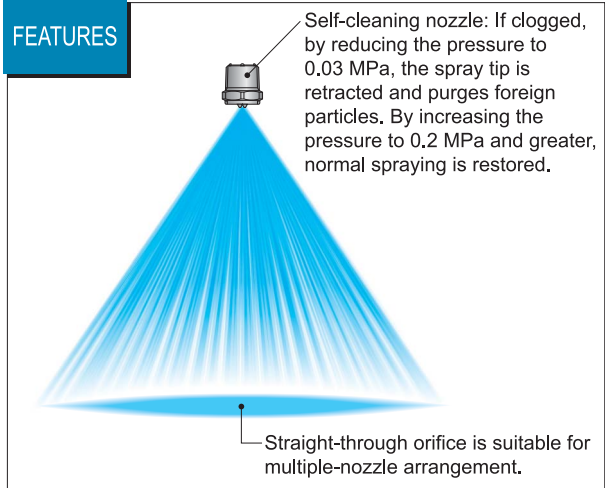 FEATURES
Self-cleaning nozzle: If clogged,
by reducing the pressure to
0.03 MPa, the spray tip is
retracted and purges foreign
particles. By increasing the
pressure to 0.2 MPa and greater,
normal spraying is restored.
Straight-through orifice is suitable for
multiple-nozzle arrangement.